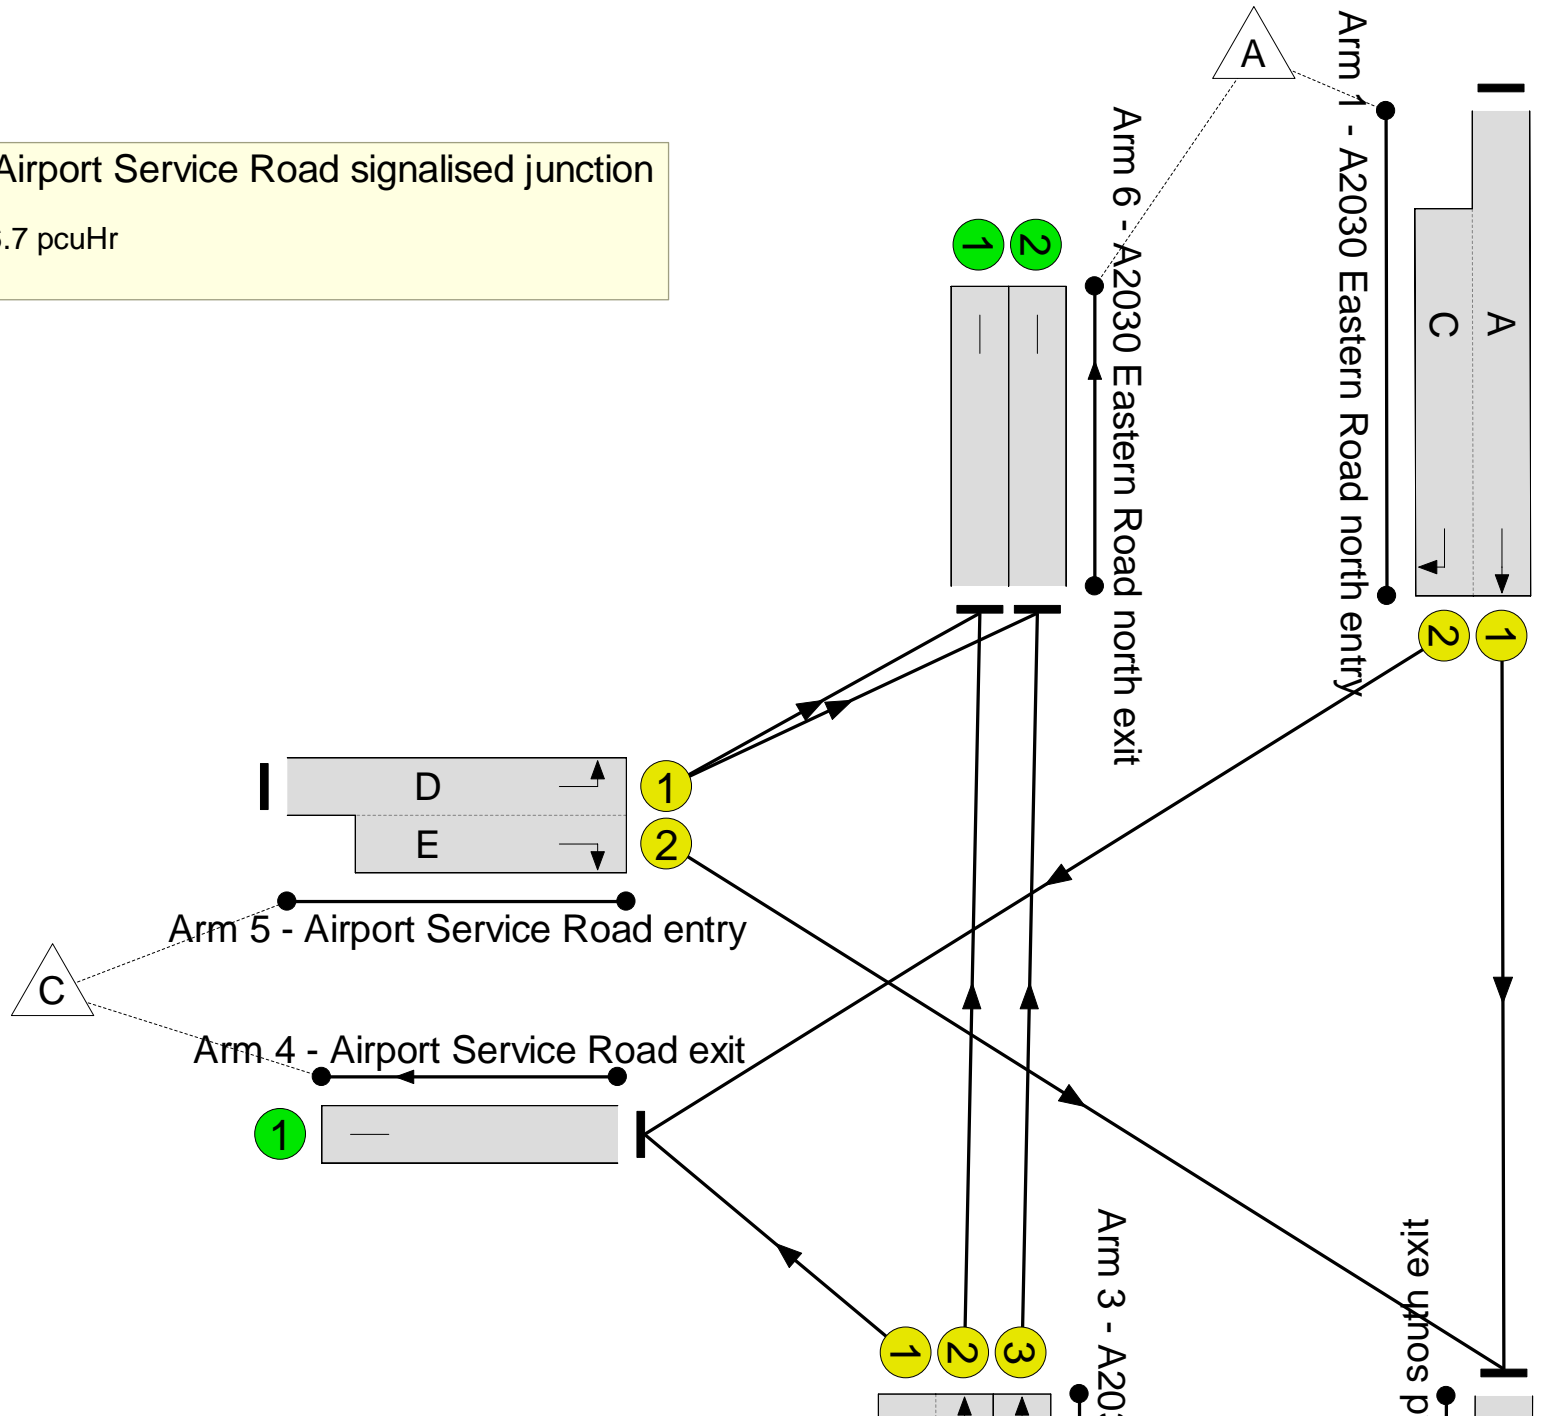 A
Arm 1 - A2030 Eastern Road north entry
Airport Service Road signalised junction
.7 pcuHr
Arm 6 - A2030 Eastern Road north exit
1
2
C
A
2
1
D
1
E
2
Arm 5 - Airport Service Road entry
C
Arm 4 - Airport Service Road exit
1
Arm 3 - A203
south exit
1
2
3